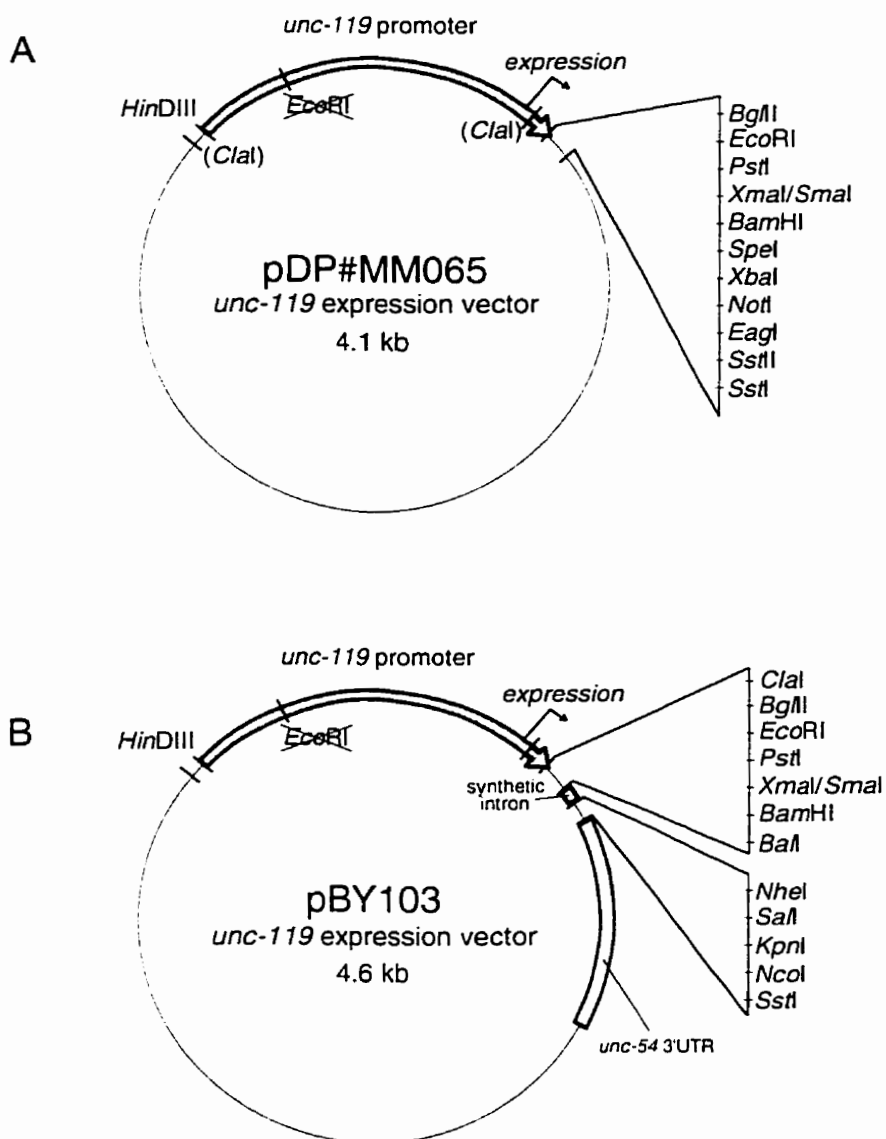 A
unc-119 promoter
expression
HinDIII
EcoRI
(ClaI)
(ClaI)
BglII
EcoRI
PstI
XmaI/SmaI
BamHI
SpeI
XbaI
NotI
EagI
SstII
SstI
pDP#MM065
unc-119 expression vector
4.1 kb
B
unc-119 promoter
expression
HinDIII
EcoRI
synthetic
intron
ClaI
BglII
EcoRI
PstI
XmaI/SmaI
BamHI
BalI
NheI
SalI
KpnI
NcoI
SstI
pBY103
unc-119 expression vector
4.6 kb
unc-54 3'UTR